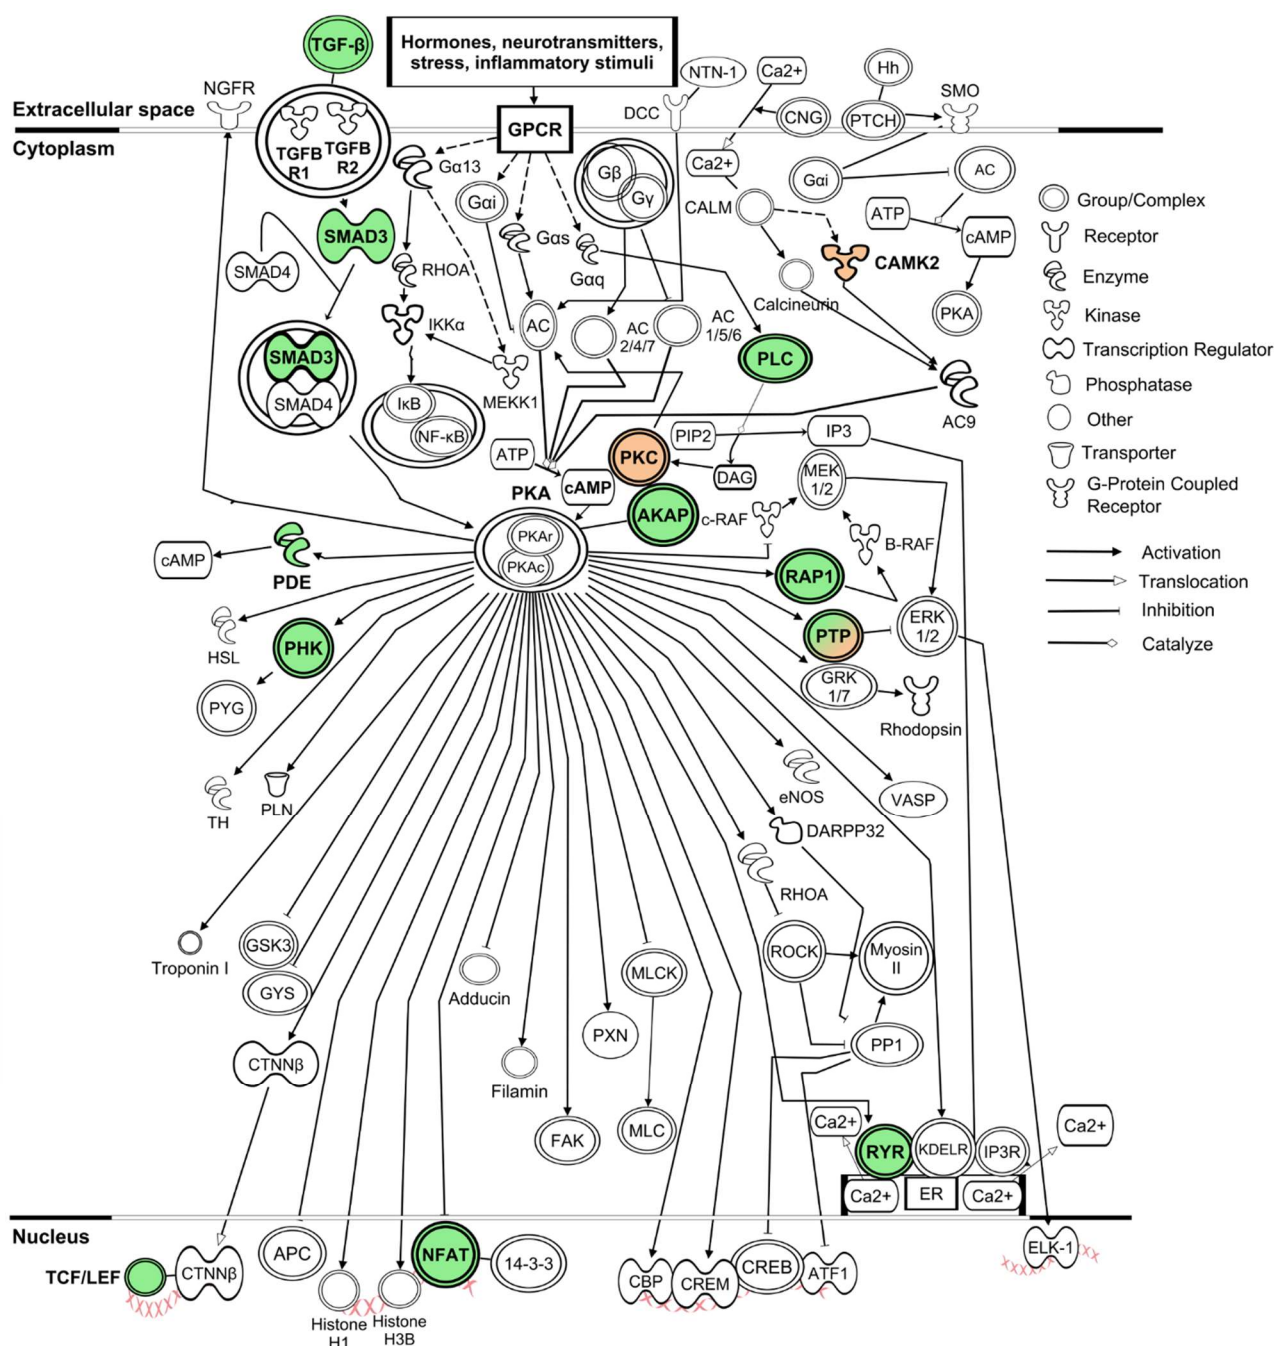 TGF-β
Hormones, neurotransmitters,
stress, inflammatory stimuli
NGFR
NTN-1
Ca2+
Hh
SMO
Extracellular space
DCC
CNG
PTCH
GPCR
Cytoplasm
TGFB
R1
TGFB
R2
Gα13
Gβ
Gγ
Ca2+
Gαi
AC
Group/Complex
Gαi
CALM
ATP
cAMP
Receptor
SMAD3
Gαs
Gαq
CAMK2
SMAD4
RHOA
Enzyme
Calcineurin
PKA
Kinase
IKKα
AC
AC
2/4/7
AC
1/5/6
PLC
Transcription Regulator
SMAD3
SMAD4
MEKK1
Phosphatase
IκB
NF-κB
AC9
Other
ATP
PKC
PIP2
IP3
Transporter
PKA
cAMP
DAG
MEK
1/2
G-Protein Coupled
Receptor
AKAP
c-RAF
PKAr
PKAc
B-RAF
Activation
cAMP
PDE
RAP1
Translocation
HSL
PHK
PTP
ERK
1/2
Inhibition
Catalyze
PYG
GRK
1/7
Rhodopsin
TH
PLN
eNOS
VASP
DARPP32
RHOA
Troponin I
GSK3
GYS
Adducin
MLCK
ROCK
Myosin
II
CTNNβ
Filamin
PXN
PP1
FAK
MLC
Ca2+
RYR
KDELR
IP3R
Ca2+
Ca2+
ER
Ca2+
Nucleus
TCF/LEF
CTNNβ
APC
NFAT
14-3-3
CBP
CREM
CREB
ATF1
ELK-1
Histone
H1
Histone
H3B